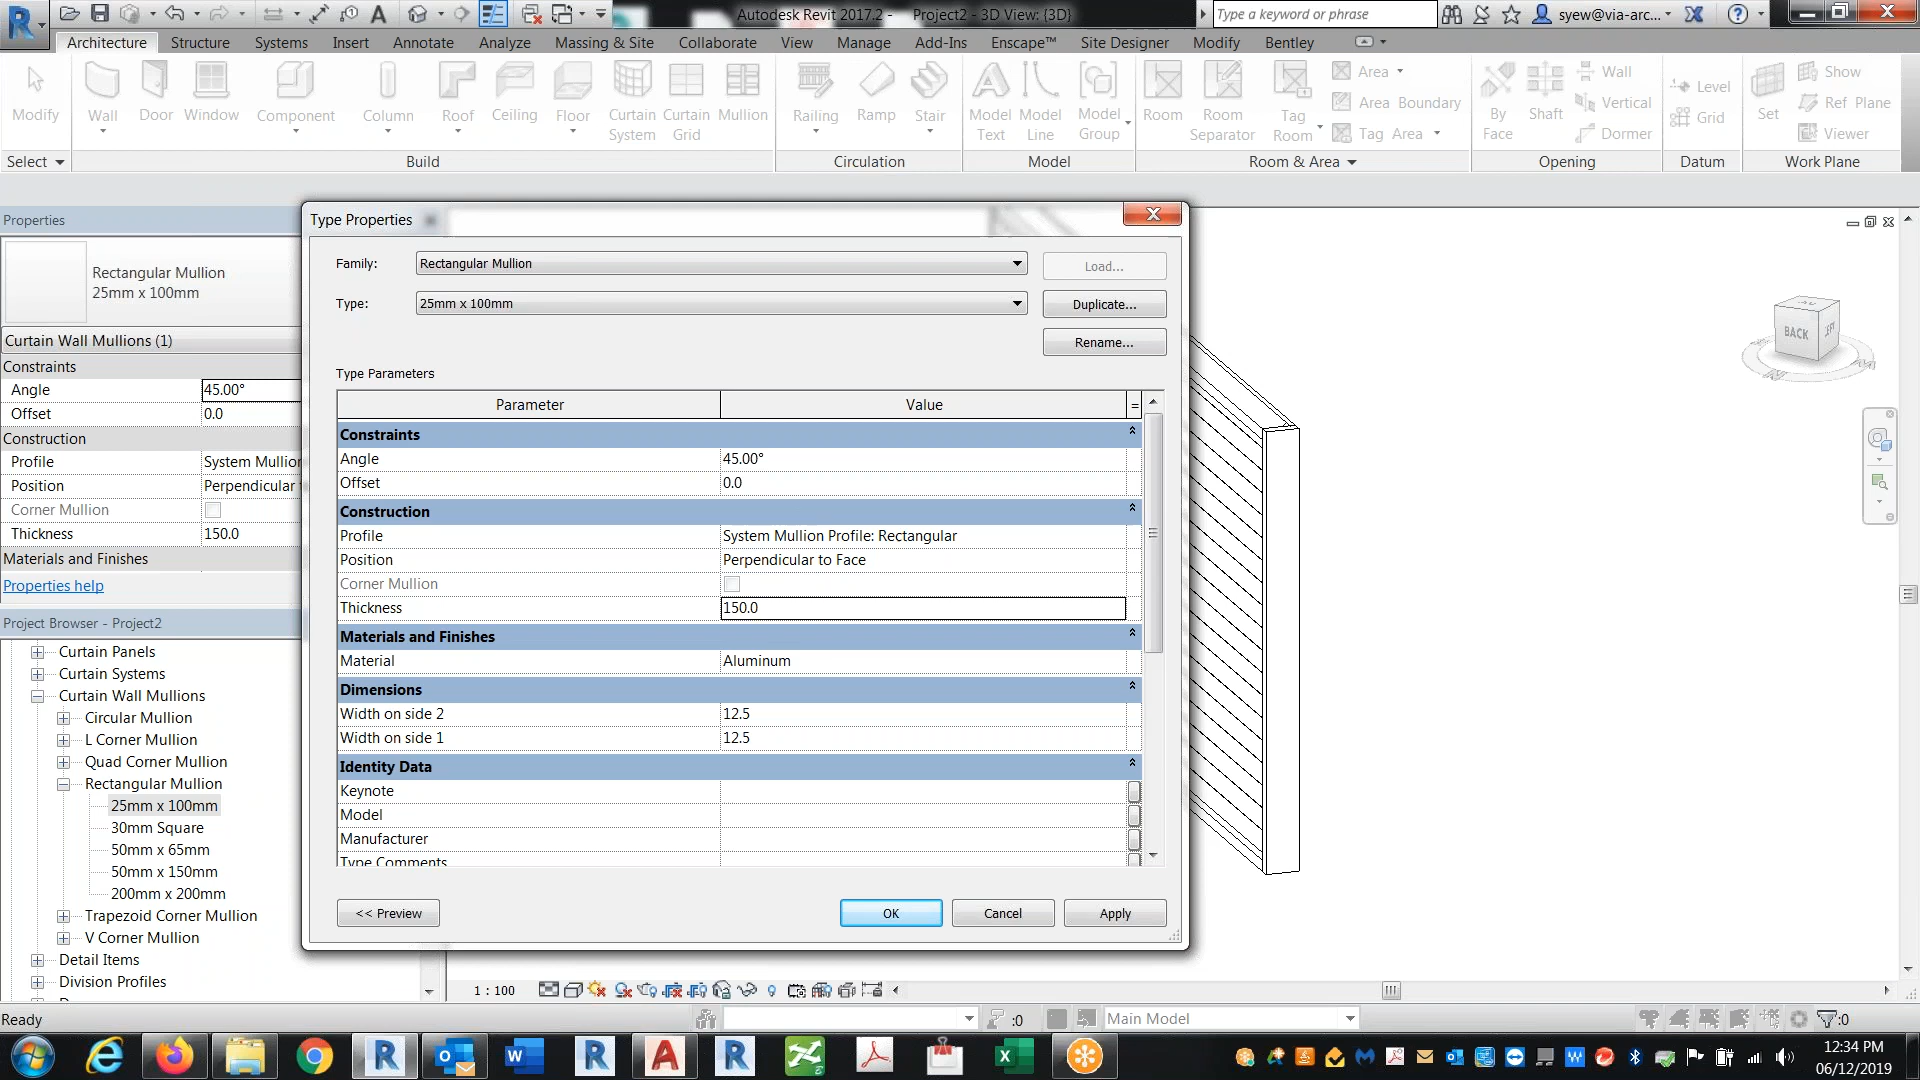 Autodesk Revit 2017.2 - Project2 - 3D View: {3D}
Type a keyword or phrase
syew@via-arc...
Architecture Structure Systems Insert Annotate Analyze Massing & Site Collaborate View Manage Add-Ins Enscape™ Site Designer Modify Bentley
Modify
Wall
Door
Window
Component
Column
Roof
Ceiling
Floor
Curtain System
Curtain Grid
Mullion
Railing
Ramp
Stair
Model Text
Model Line
Model Group
Room
Room Separator
Tag Room
Area
Area Boundary
Tag Area
By Face
Shaft
Wall
Vertical
Dormer
Level
Grid
Set
Show
Ref Plane
Viewer
Select Build Circulation Model Room & Area Opening Datum Work Plane
Properties
Rectangular Mullion
25mm x 100mm
Curtain Wall Mullions (1)
Constraints
Angle 45.00°
Offset 0.0
Construction
Profile System Mullion
Position Perpendicular
Corner Mullion
Thickness 150.0
Materials and Finishes
Properties help
Project Browser - Project2
Curtain Panels
Curtain Systems
Curtain Wall Mullions
Circular Mullion
L Corner Mullion
Quad Corner Mullion
Rectangular Mullion
25mm x 100mm
30mm Square
50mm x 65mm
50mm x 150mm
200mm x 200mm
Trapezoid Corner Mullion
V Corner Mullion
Detail Items
Division Profiles
Type Properties
Family: Rectangular Mullion Load...
Type: 25mm x 100mm Duplicate...
Rename...
Type Parameters
Parameter Value =
Constraints
Angle 45.00°
Offset 0.0
Construction
Profile System Mullion Profile: Rectangular
Position Perpendicular to Face
Corner Mullion
Thickness 150.0
Materials and Finishes
Material Aluminum
Dimensions
Width on side 2 12.5
Width on side 1 12.5
Identity Data
Keynote
Model
Manufacturer
Type Comments
<< Preview OK Cancel Apply
BACK
1 : 100
Ready
:0
Main Model
:0
12:34 PM
06/12/2019